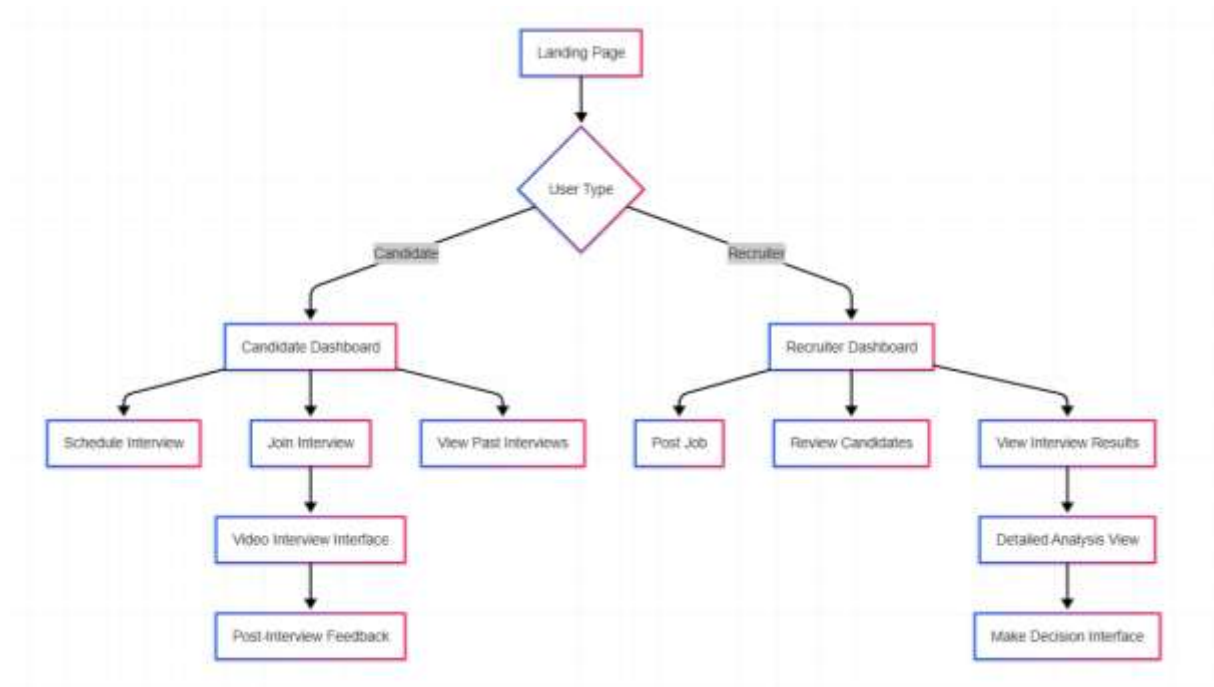 Landing Page
User Type
Candidate
Recruiter
Candidate Dashboard
Recruiter Dashboard
Schedule Interview
Join Interview
View Past Interviews
Post Job
Review Candidates
View Interview Results
Video Interview Interface
Detailed Analysis View
Post-Interview Feedback
Make Decision Interface